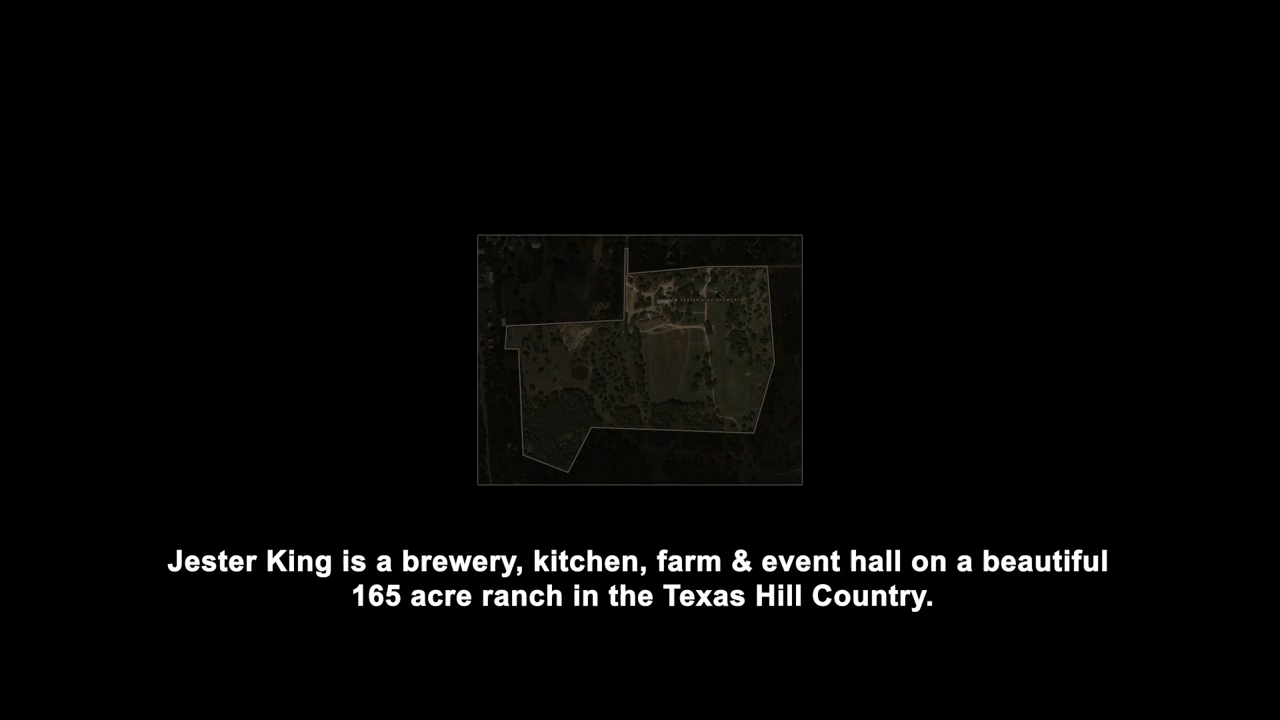 Jester King is a brewery, kitchen, farm & event hall on a beautiful
165 acre ranch in the Texas Hill Country.